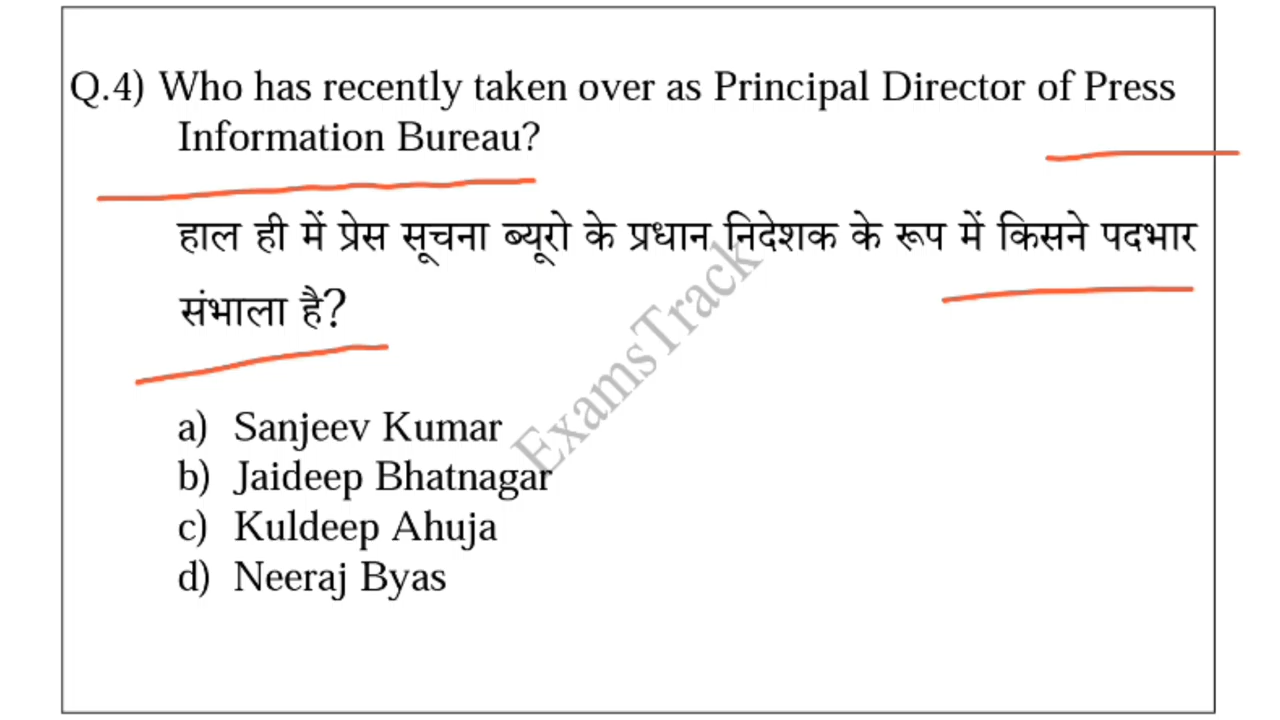 Q.4) Who has recently taken over as Principal Director of Press
Information Bureau?
हाल ही में प्रेस सूचना ब्यूरो के प्रधान निदेशक के रूप में किसने पदभार
संभाला है?
a) Sanjeev Kumar
b) Jaideep Bhatnagar
c) Kuldeep Ahuja
d) Neeraj Byas
ExamsTrack